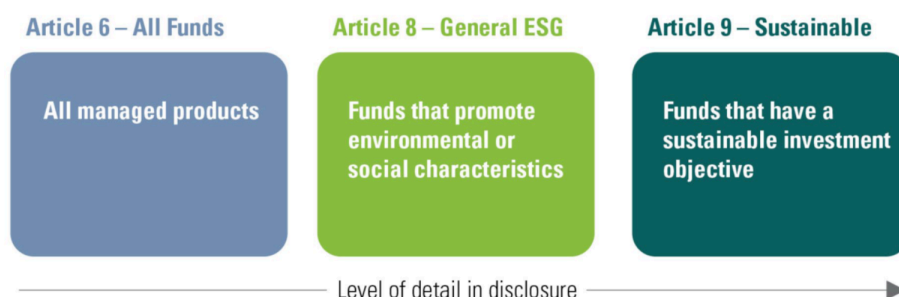 Article 6 – All Funds
All managed products
Article 8 – General ESG
Funds that promote
environmental or
social characteristics
Article 9 – Sustainable
Funds that have a
sustainable investment
objective
Level of detail in disclosure